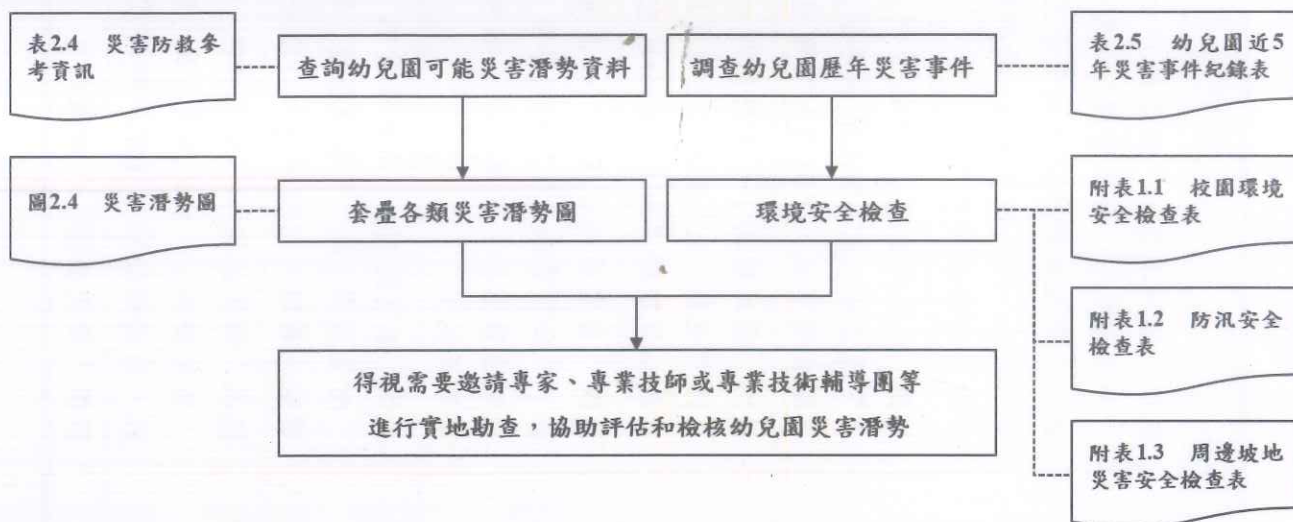 表2.4 災害防救參
考資訊
查詢幼兒園可能災害潛勢資料
調查幼兒園歷年災害事件
表2.5 幼兒園近5
年災害事件紀錄表
圖2.4 災害潛勢圖
套疊各類災害潛勢圖
環境安全檢查
附表1.1 校園環境
安全檢查表
附表1.2 防汛安全
檢查表
得視需要邀請專家、專業技師或專業技術輔導團等
進行實地勘查，協助評估和檢核幼兒園災害潛勢
附表1.3 周邊坡地
災害安全檢查表